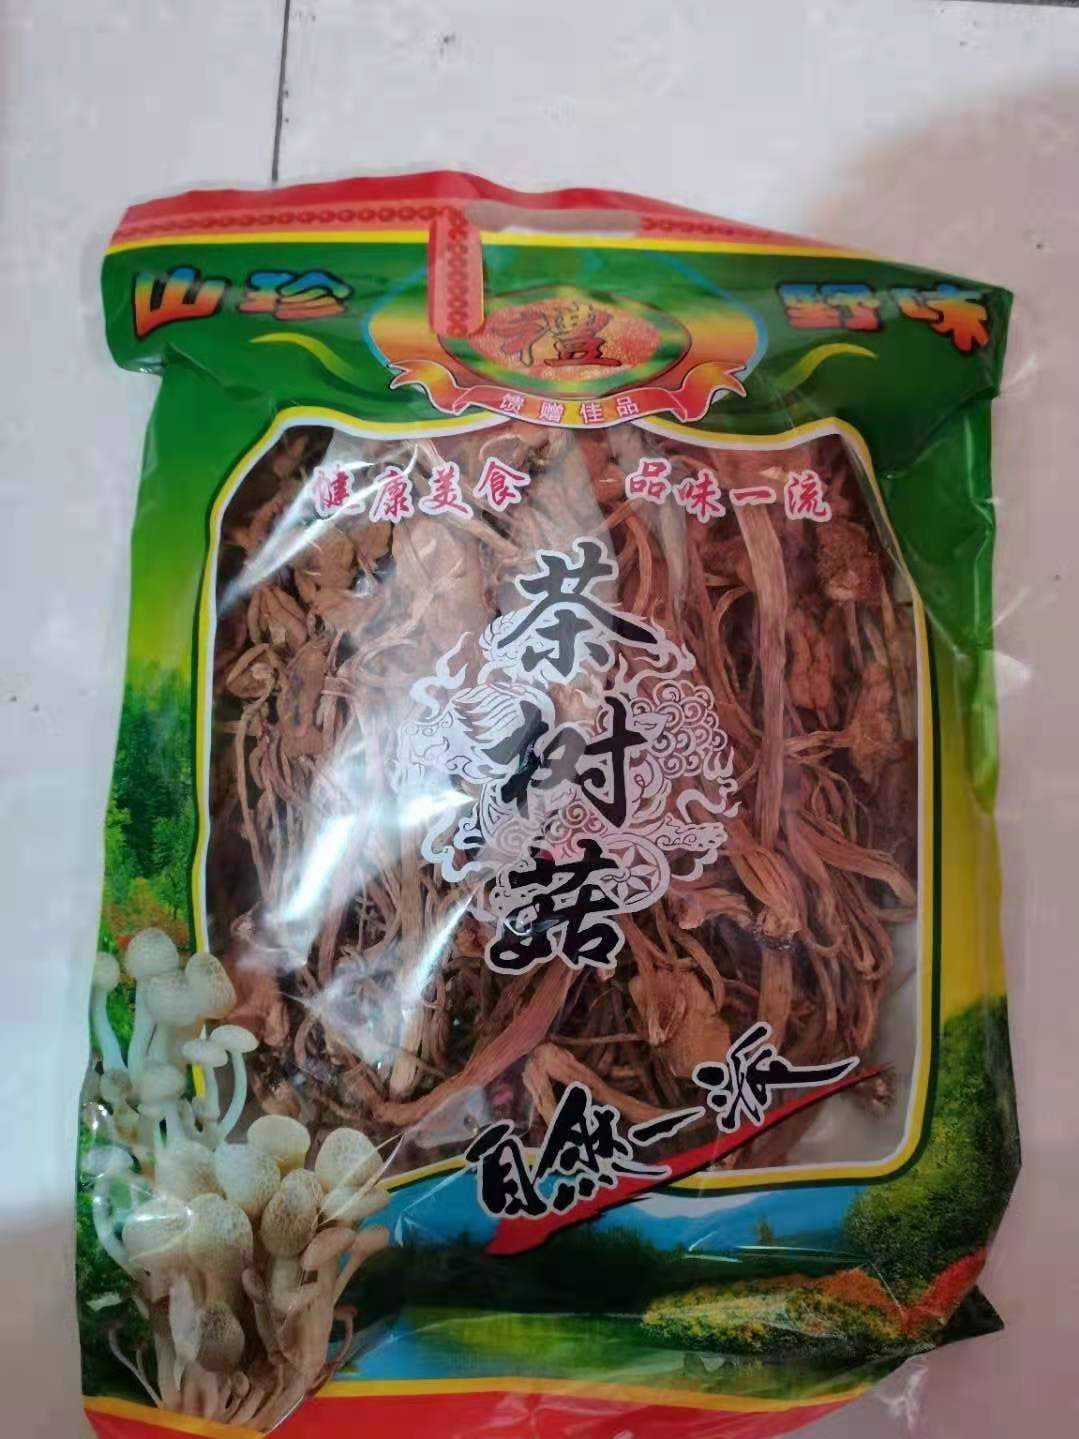 山珍 野味
禮
馈赠佳品
健康美食 品味一流
茶树菇
自然一派